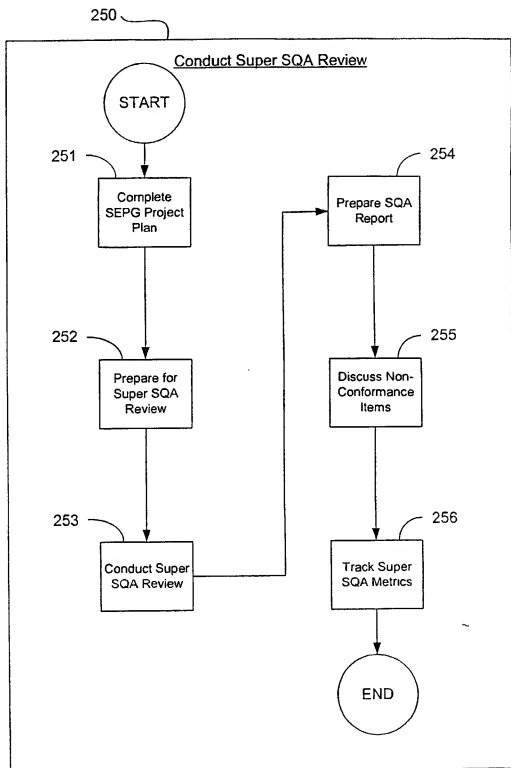 250
Conduct Super SQA Review
START
251
Complete
SEPG Project
Plan
252
Prepare for
Super SQA
Review
253
Conduct Super
SQA Review
254
Prepare SQA
Report
255
Discuss Non-
Conformance
Items
256
Track Super
SQA Metrics
END